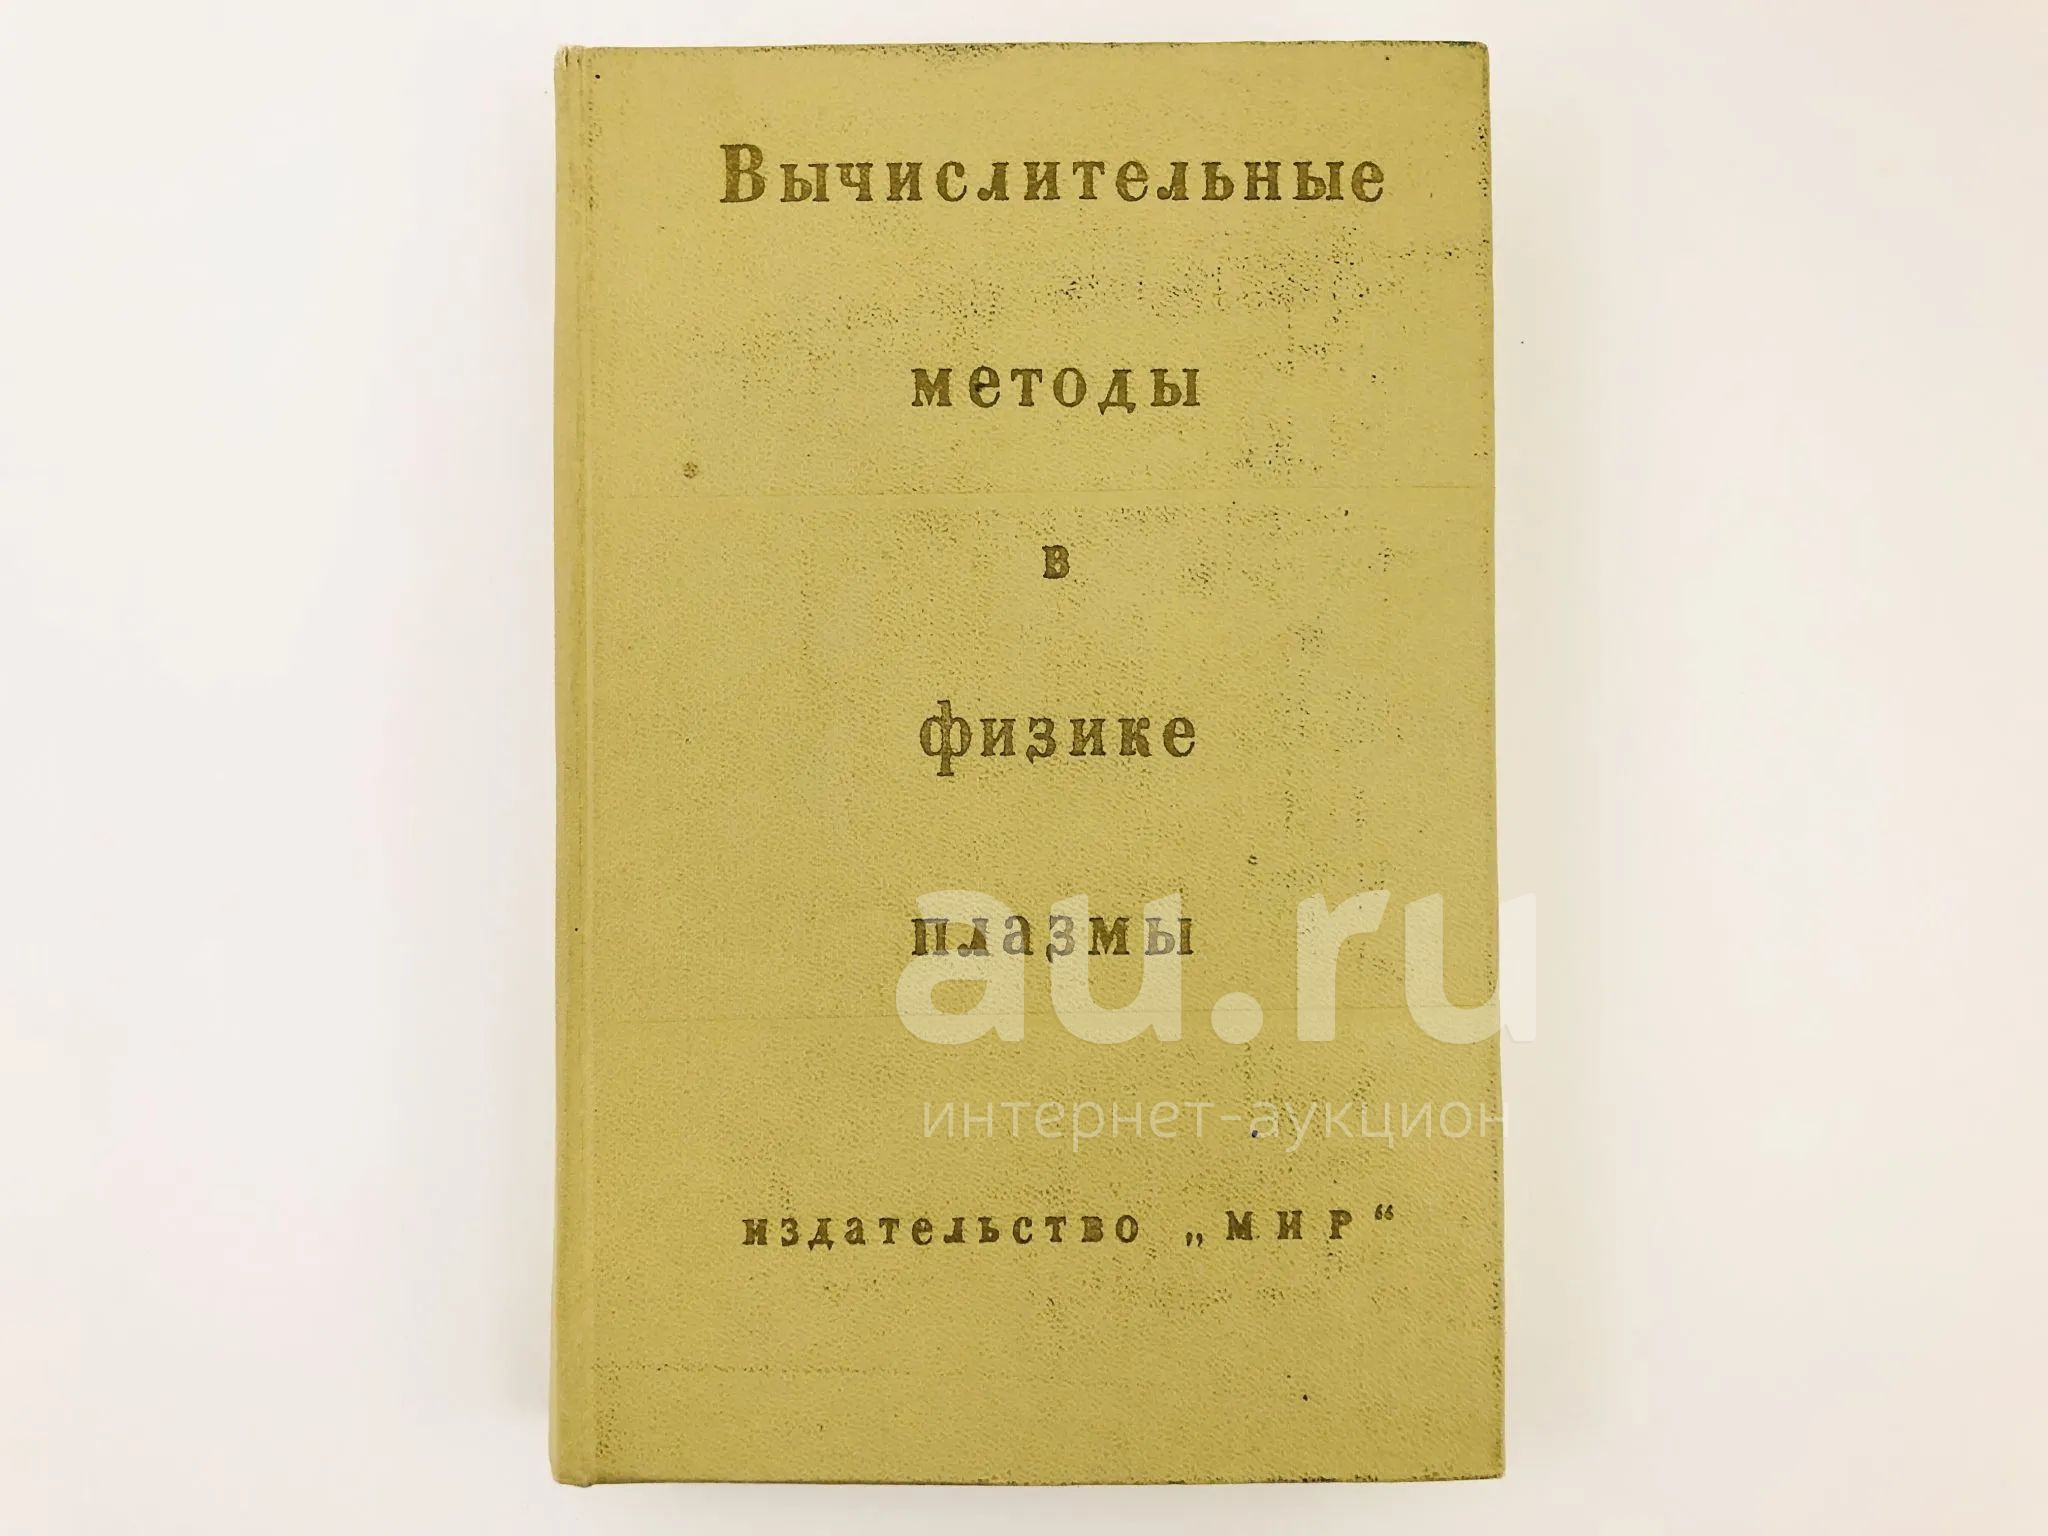 Вычислительные
методы
в
физике
плазмы
au.ru
интернет-аукцион
издательство „МИР“